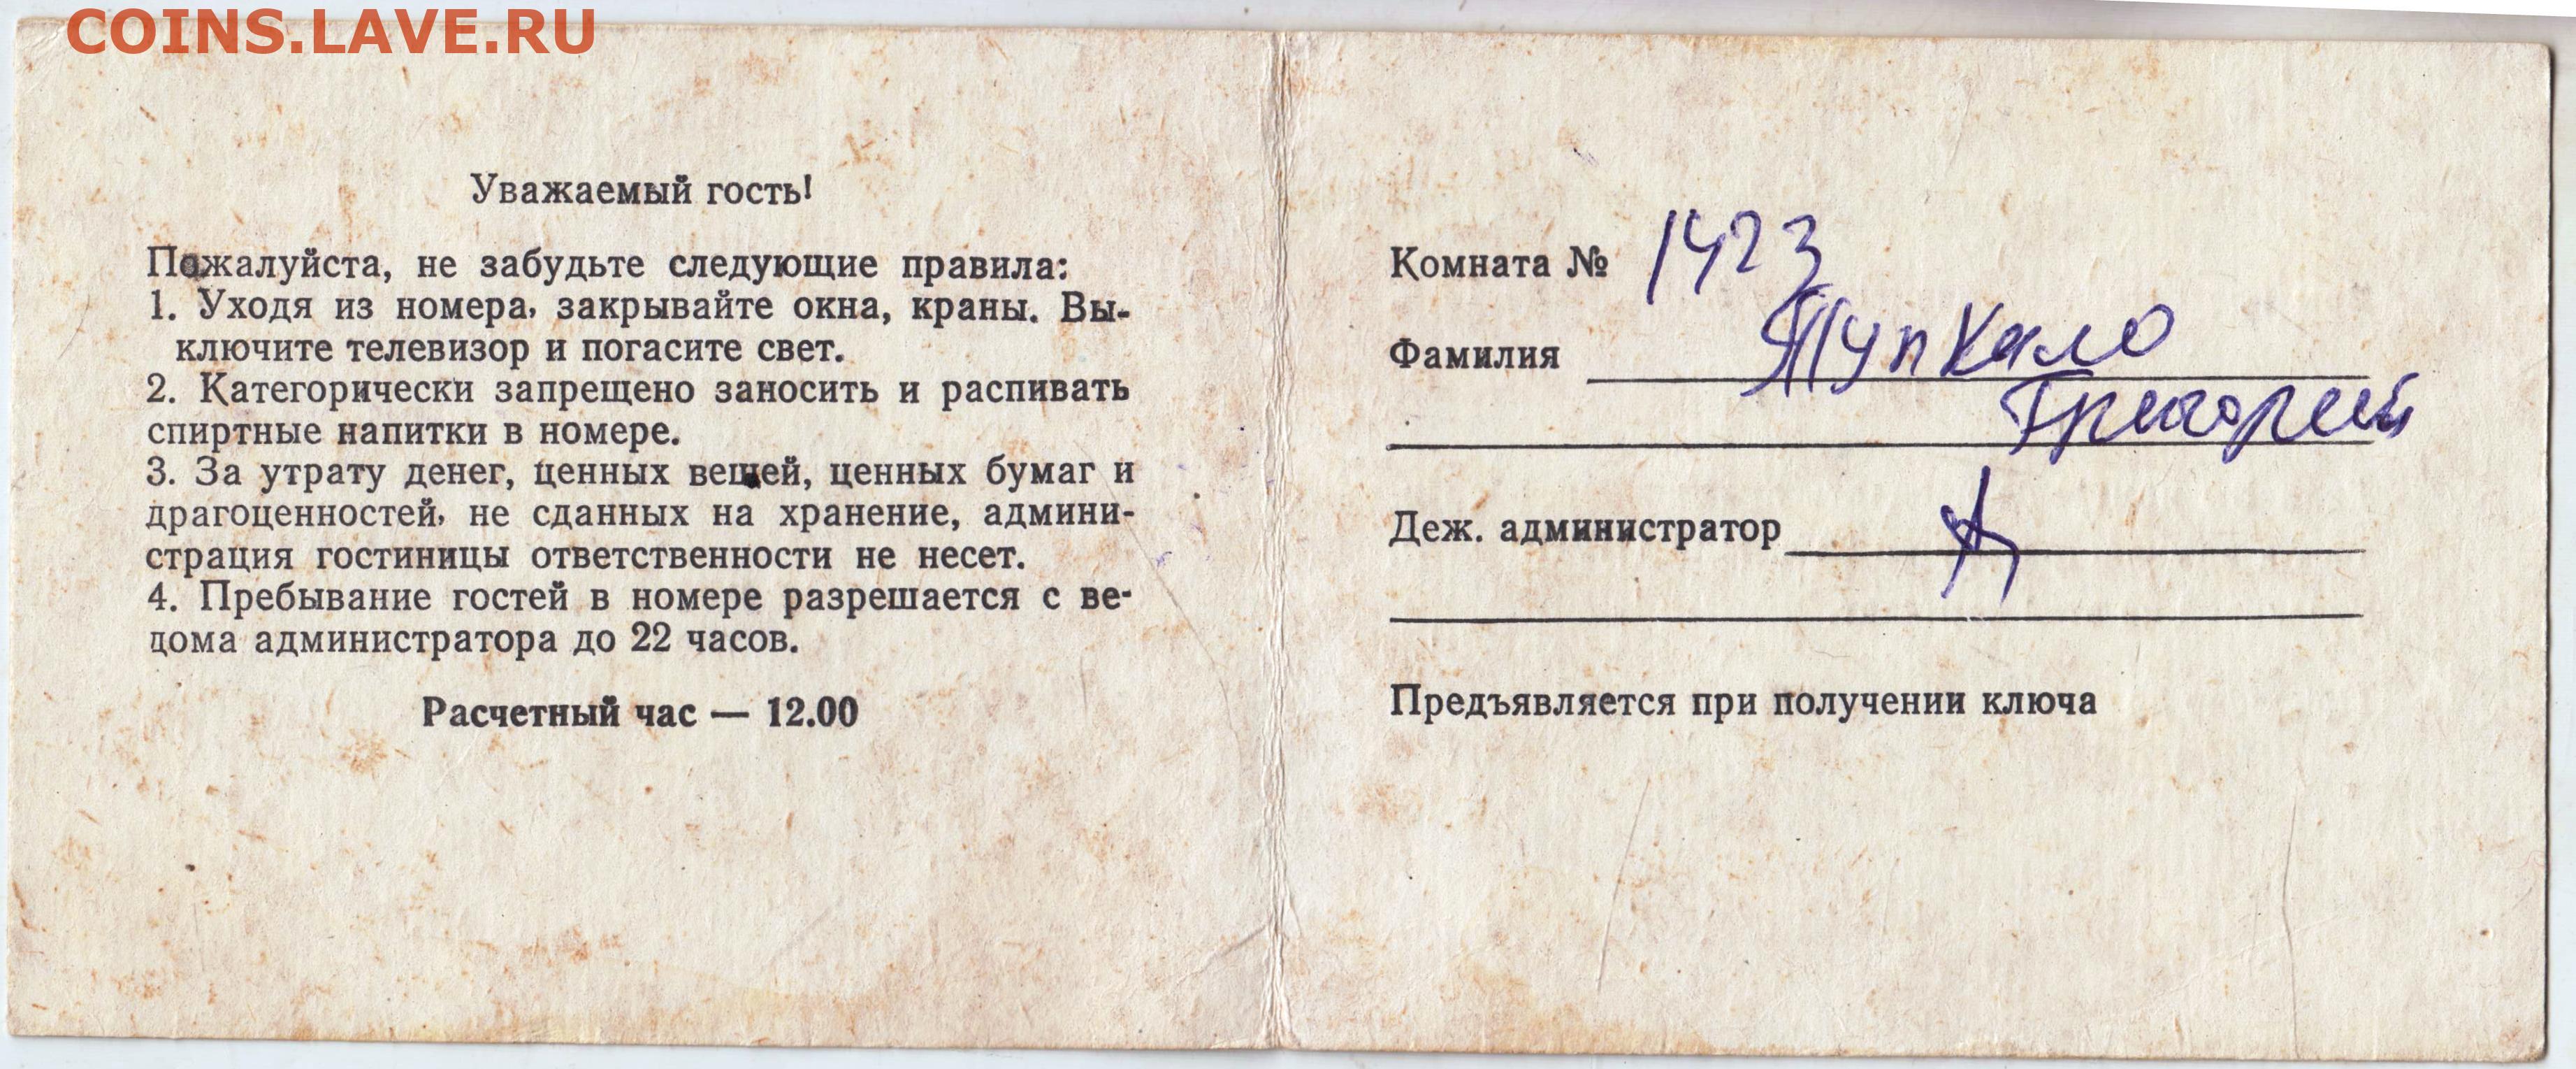 COINS.LAVE.RU
Уважаемый гость!
Пожалуйста, не забудьте следующие правила:
1. Уходя из номера, закрывайте окна, краны. Вы-
ключите телевизор и погасите свет.
2. Категорически запрещено заносить и распивать
спиртные напитки в номере.
3. За утрату денег, ценных вещей, ценных бумаг и
драгоценностей, не сданных на хранение, админи-
страция гостиницы ответственности не несет.
4. Пребывание гостей в номере разрешается с ве-
дома администратора до 22 часов.
Расчетный час — 12.00
Комната № 1423
Фамилия Тупкало
Григорий
Деж. администратор
Предъявляется при получении ключа